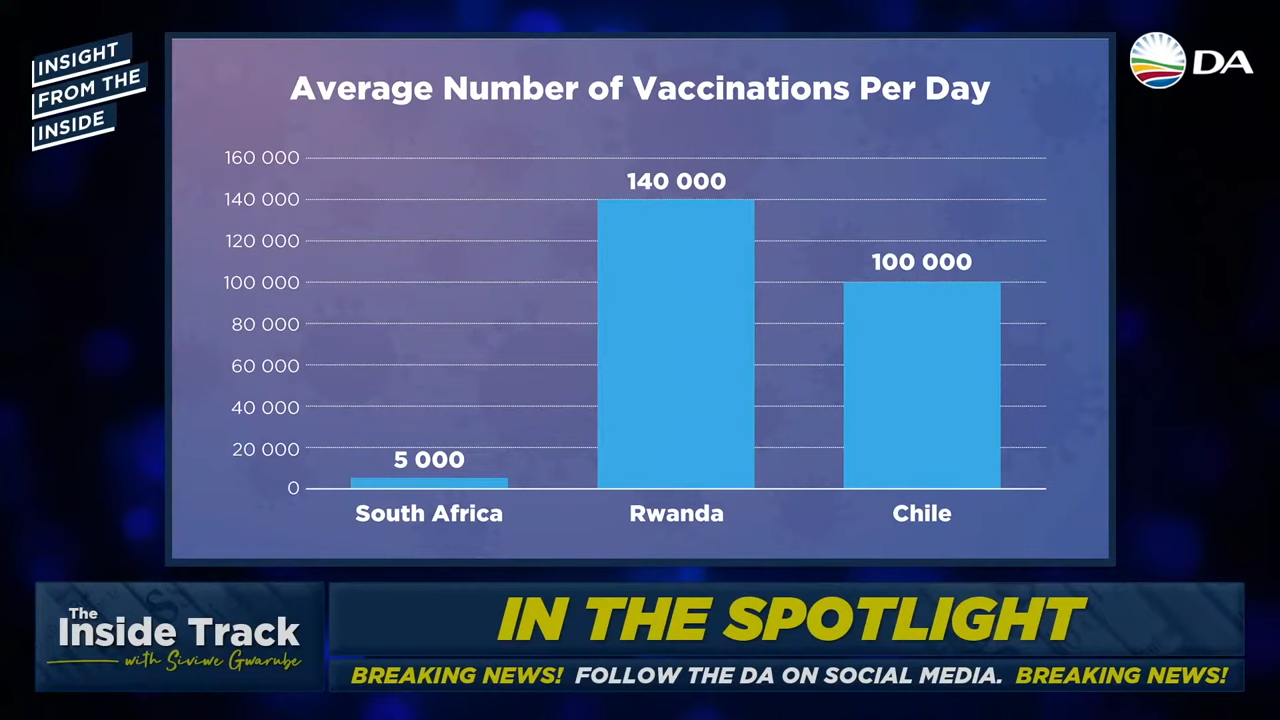 INSIGHT
FROM THE
INSIDE
DA
Average Number of Vaccinations Per Day
160 000
140 000
120 000
100 000
80 000
60 000
40 000
20 000
0
5 000
140 000
100 000
South Africa
Rwanda
Chile
The
Inside Track
with Siviwe Gwarube
IN THE SPOTLIGHT
BREAKING NEWS! FOLLOW THE DA ON SOCIAL MEDIA. BREAKING NEWS!